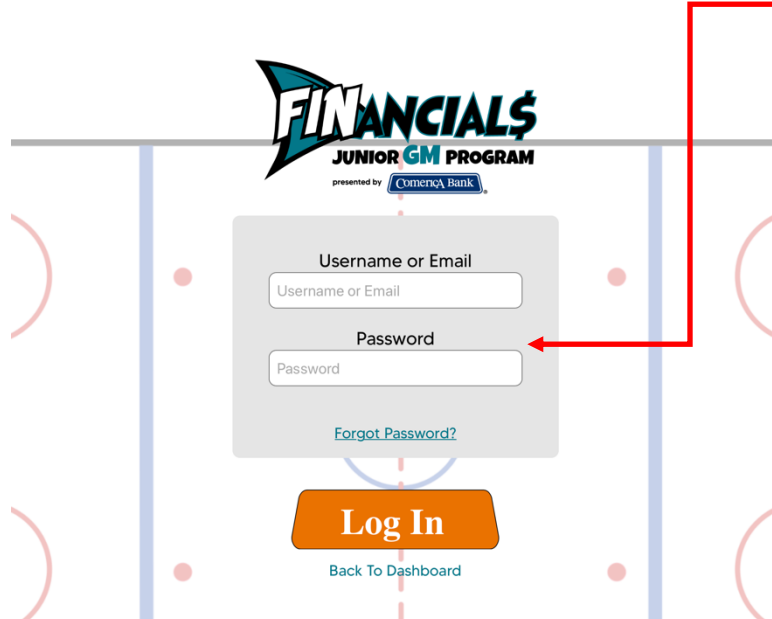 FINANCIAL$
JUNIOR GM PROGRAM
presented by Comerica Bank®
Username or Email
Username or Email
Password
Password
Forgot Password?
Log In
Back To Dashboard